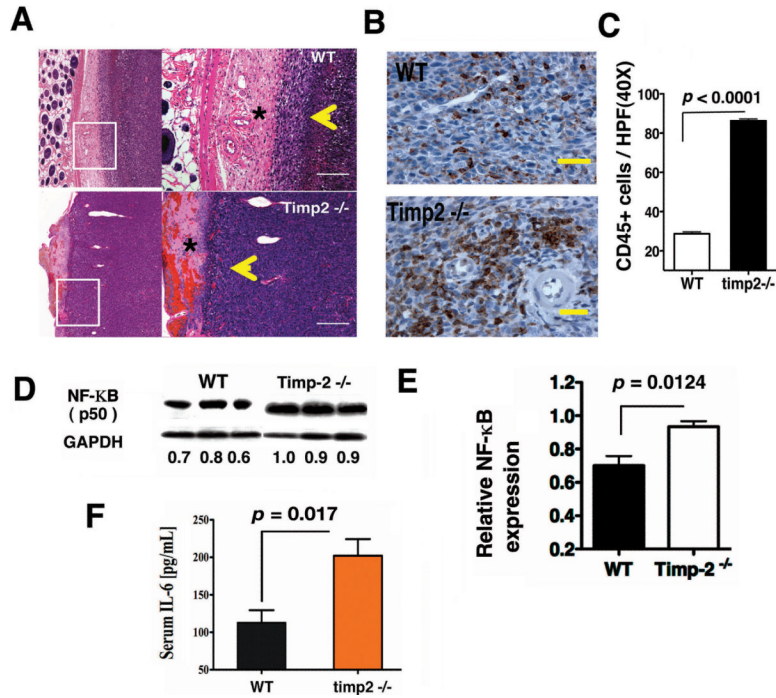 A
WT
*
Timp2 -/-
*
B
WT
Timp2 -/-
C
p < 0.0001
CD45+ cells / HPF(40X)
100
80
60
40
20
WT
timp2-/-
D
WT
Timp-2 -/-
NF-κB
( p50 )
GAPDH
0.7 0.8 0.6 1.0 0.9 0.9
E
p = 0.0124
Relative NF-κB
expression
1.2
1.0
0.8
0.6
0.4
0.2
WT
Timp-2 -/-
F
p = 0.017
Serum IL-6 [pg/mL]
250
200
150
100
50
WT
timp2 -/-